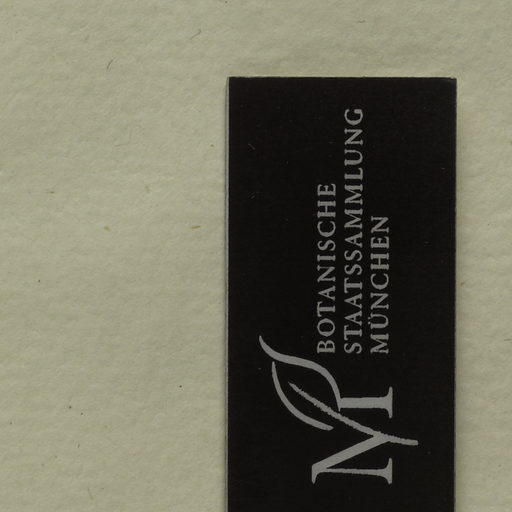 BOTANISCHE
STAATSSAMMLUNG
MÜNCHEN
M